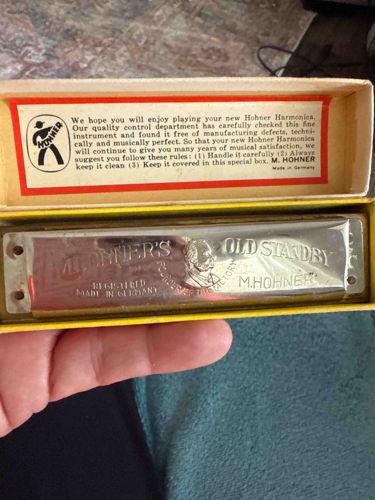 HOHNER
We hope you will enjoy playing your new Hohner Harmonica.
Our quality control department has carefully checked this fine
instrument and found it free of manufacturing defects, techni-
cally and musically perfect. So that your new Hohner Harmonica
will continue to give you many years of musical satisfaction, we
suggest you follow these rules: (1) Handle it carefully (2) Always
keep it clean (3) Keep it covered in this special box. M. HOHNER
Made in Germany
M.HOHNER'S OLD STANDBY
REGISTERED
MADE IN GERMANY
M.HOHNER